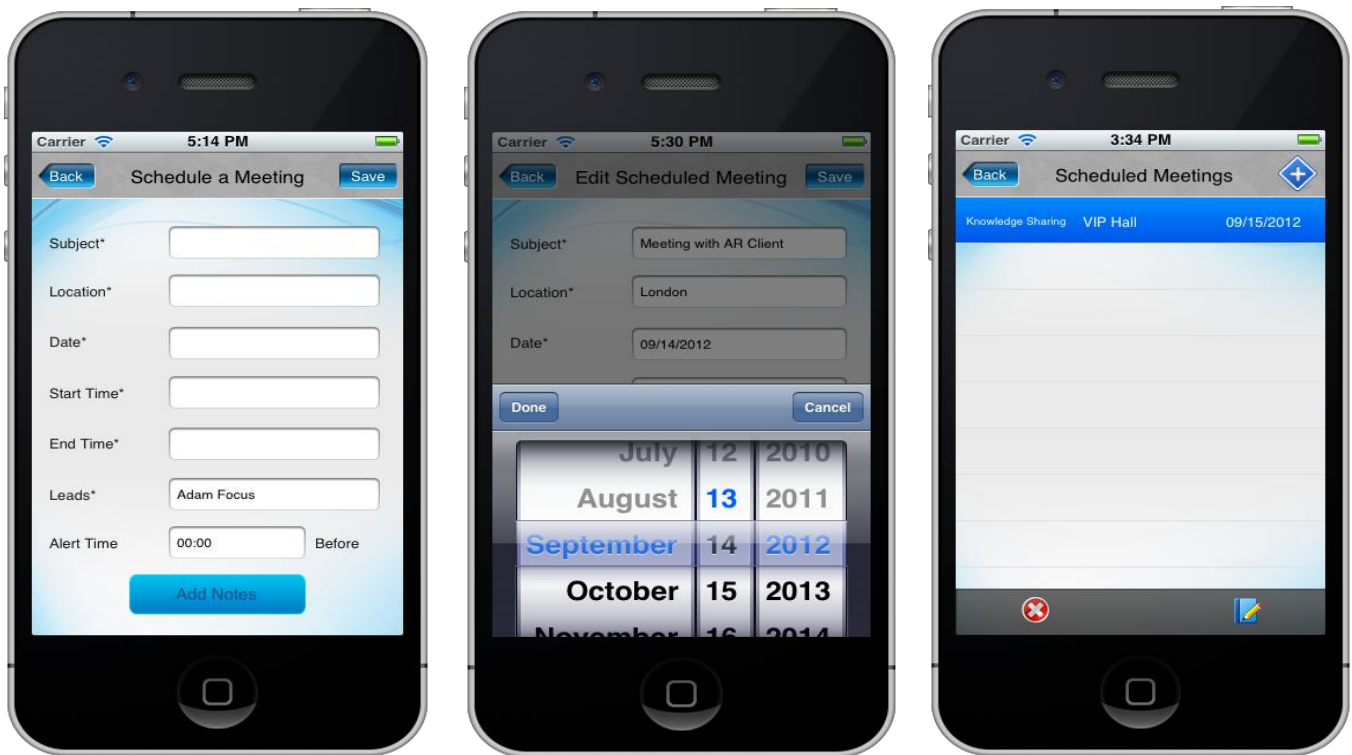 Carrier 5:14 PM
Back Schedule a Meeting Save
Subject*
Location*
Date*
Start Time*
End Time*
Leads* Adam Focus
Alert Time 00:00 Before
Add Notes
Carrier 5:30 PM
Back Edit Scheduled Meeting Save
Subject* Meeting with AR Client
Location* London
Date* 09/14/2012
Done Cancel
July 12 2010
August 13 2011
September 14 2012
October 15 2013
November 16 2014
Carrier 3:34 PM
Back Scheduled Meetings
Knowledge Sharing VIP Hall 09/15/2012